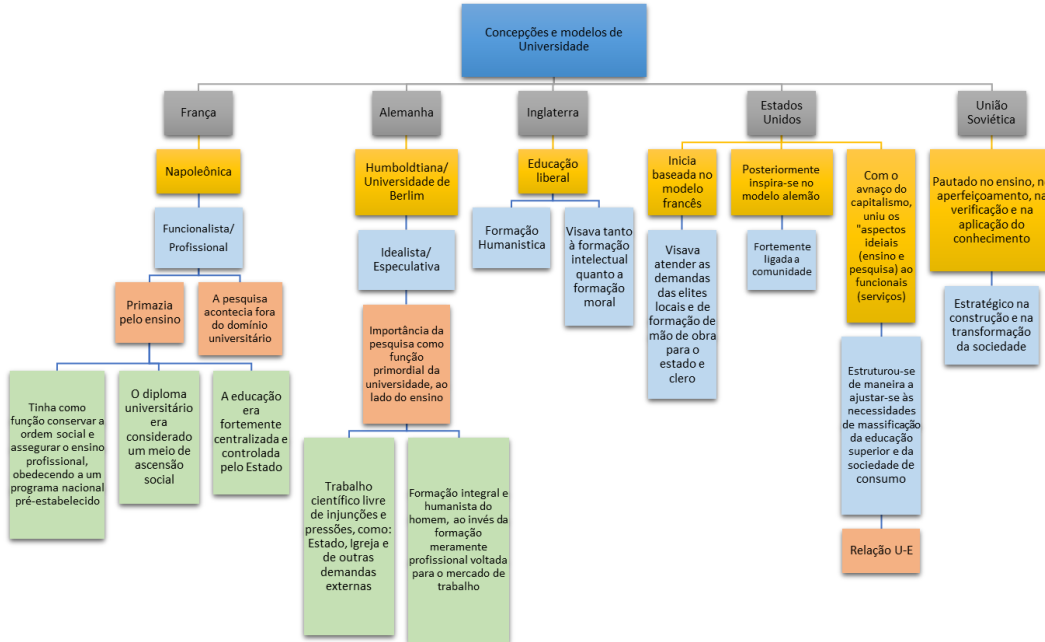 Concepções e modelos de
Universidade
França
Alemanha
Inglaterra
Estados
Unidos
União
Soviética
Napoleônica
Humboldtiana/
Universidade de
Berlim
Educação
liberal
Inicia
baseada no
modelo
francês
Posteriormente
inspira-se no
modelo alemão
Com o
avnaço do
capitalismo,
uniu os
"aspectos
ideiais
(ensino e
pesquisa) ao
funcionais
(serviços)
Pautado no ensino, no
aperfeiçoamento, na
verificação e na
aplicação do
conhecimento
Funcionalista/
Profissional
Idealista/
Especulativa
Formação
Humanistica
Visava tanto
à formação
intelectual
quanto a
formação
moral
Visava
atender as
demandas
das elites
locais e de
formação de
mão de obra
para o
estado e
clero
Fortemente
ligada a
comunidade
Estruturou-se
de maneira a
ajustar-se às
necessidades
de massificação
da educação
superior e da
sociedade de
consumo
Estratégico na
construção e na
transformação
da sociedade
Primazia
pelo ensino
A pesquisa
acontecia fora
do domínio
universitário
Importância da
pesquisa como
função
primordial da
universidade, ao
lado do ensino
Relação U-E
Tinha como
função conservar a
ordem social e
assegurar o ensino
profissional,
obedecendo a um
programa nacional
pré-estabelecido
O diploma
universitário
era
considerado
um meio de
ascensão
social
A educação
era
fortemente
centralizada e
controlada
pelo Estado
Trabalho
científico livre
de injunções e
pressões, como:
Estado, Igreja e
de outras
demandas
externas
Formação integral e
humanista do
homem, ao invés da
formação
meramente
profissional voltada
para o mercado de
trabalho